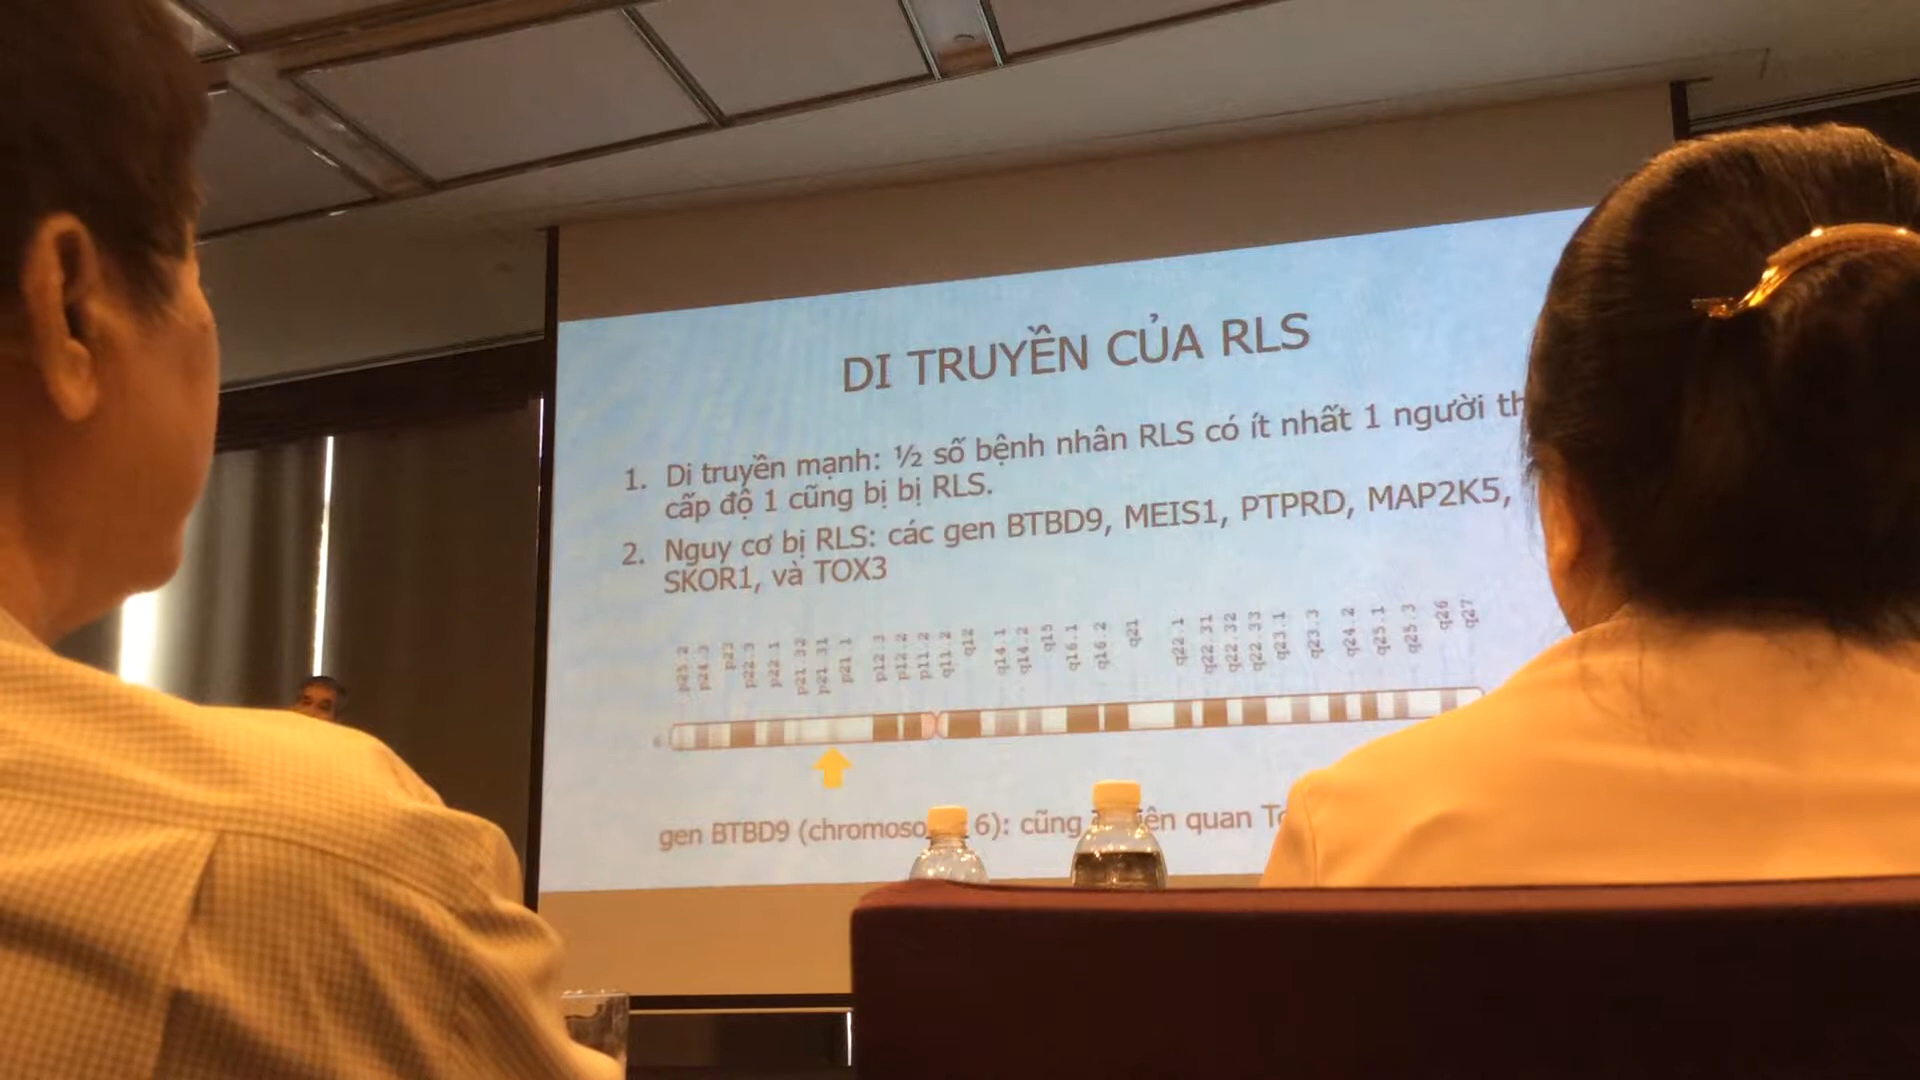 DI TRUYỀN CỦA RLS
1. Di truyền mạnh: ½ số bệnh nhân RLS có ít nhất 1 người
cấp độ 1 cũng bị bị RLS.
2. Nguy cơ bị RLS: các gen BTBD9, MEIS1, PTPRD, MAP2K5,
SKOR1, và TOX3
p25.2 p24.3 p23 p22.3 p22.1 p21.32 p21.31 p21.1 p12.3 p12.2 p11.2 q11.2 q12 q14.1 q14.2 q15 q16.1 q16.2 q21 q22.1 q22.31 q22.32 q22.33 q23.1 q23.3 q24.2 q25.1 q25.3 q26 q27
gen BTBD9 6): cũng quan